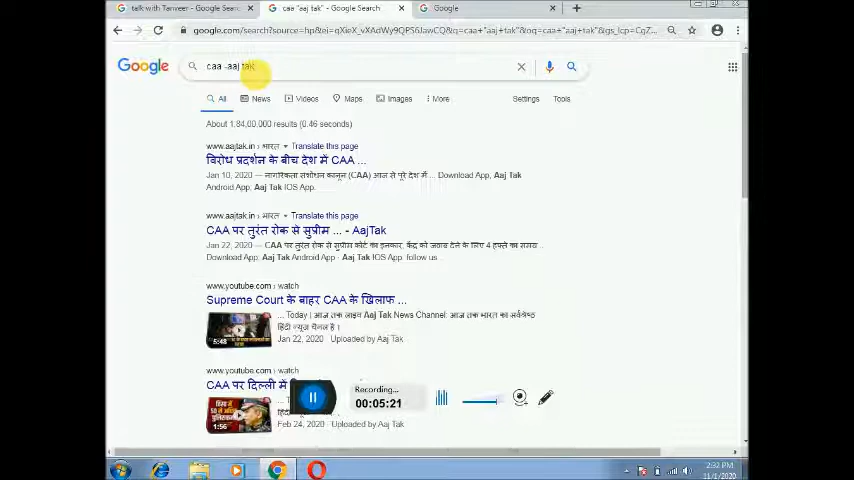 talk with Tanveer - Google Sear
caa "aaj tak" - Google Search
Google
google.com/search?source=hp&ei=qXieX_vXAdWy9QPS6JawCQ&q=caa+"aaj+tak"&oq=caa+"aaj+tak"&gs_lcp=CgZ...
Google
caa -aaj tak
All
News
Videos
Maps
Images
More
Settings
Tools
About 1,84,00,000 results (0.46 seconds)
www.aajtak.in › भारत ▾ Translate this page
विरोध प्रदर्शन के बीच देश में CAA ...
Jan 10, 2020 — नागरिकता संशोधन कानून (CAA) आज से पूरे देश में ... Download App, Aaj Tak
Android App, Aaj Tak IOS App.
www.aajtak.in › भारत ▾ Translate this page
CAA पर तुरंत रोक से सुप्रीम ... - AajTak
Jan 22, 2020 — CAA पर तुरंत रोक से सुप्रीम कोर्ट का इनकार, केंद्र को जवाब देने के लिए 4 हफ्ते का समय ...
Download App, Aaj Tak Android App · Aaj Tak IOS App. follow us ..
www.youtube.com › watch
Supreme Court के बाहर CAA के खिलाफ ...
... Today । आज तक लाइव Aaj Tak News Channel: आज तक भारत का सर्वश्रेष्ठ
हिंदी न्यूज चैनल है ।
5:48
Jan 22, 2020 · Uploaded by Aaj Tak
www.youtube.com › watch
CAA पर दिल्ली में
1:56
Feb 24, 2020 · Uploaded by Aaj Tak
Recording...
00:05:21
2:32 PM
11/1/2020